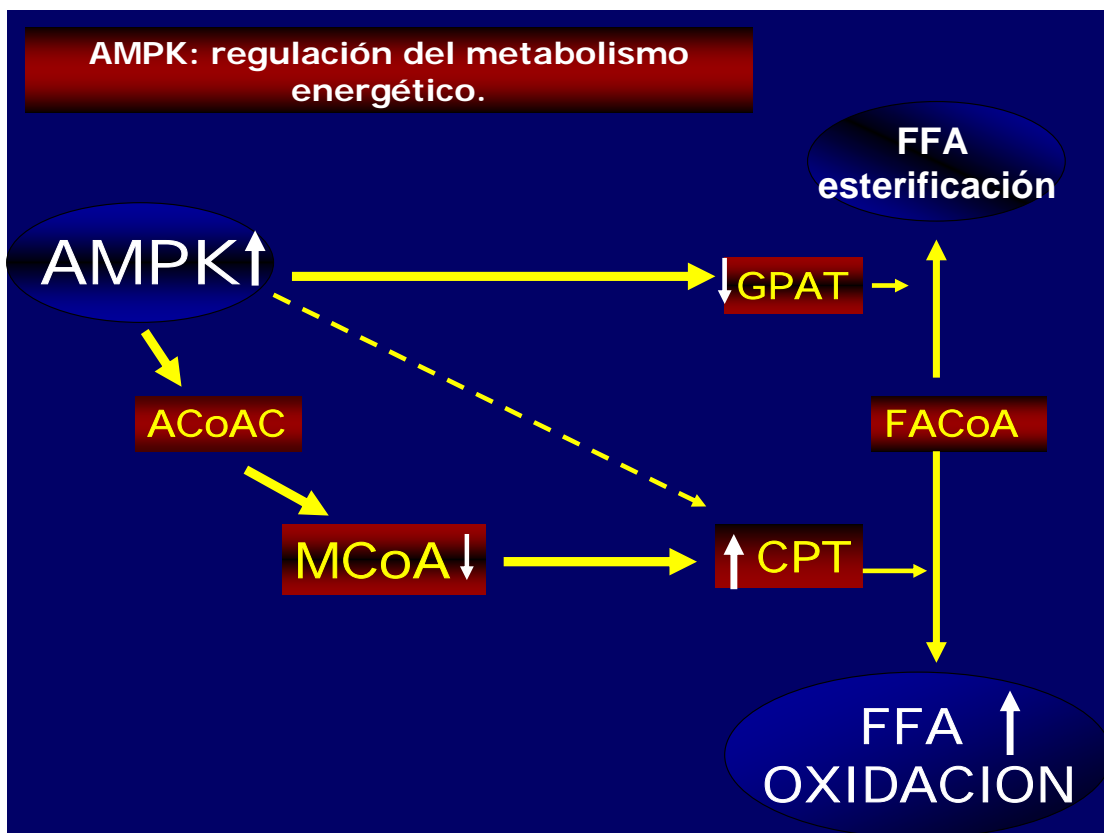 AMPK: regulación del metabolismo
energético.
FFA
esterificación
AMPK
GPAT
ACoAC
FACoA
MCoA
CPT
FFA
OXIDACION